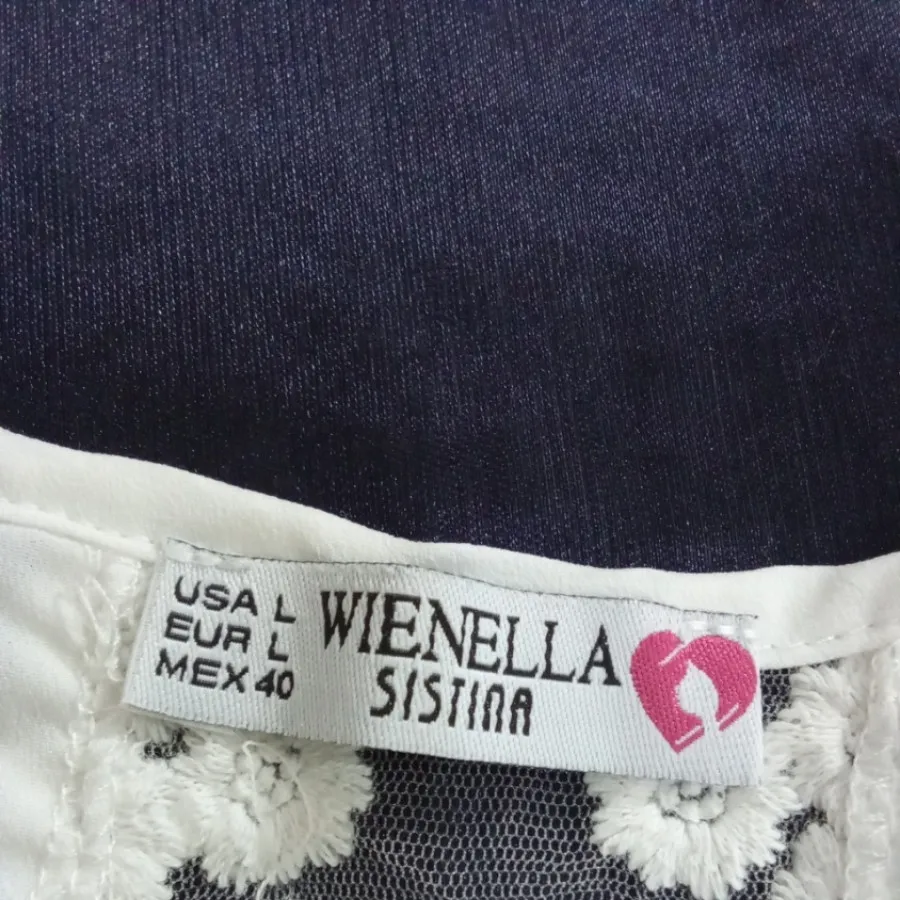 USA L
EUR L
MEX 40
WIENELLA
SISTINA